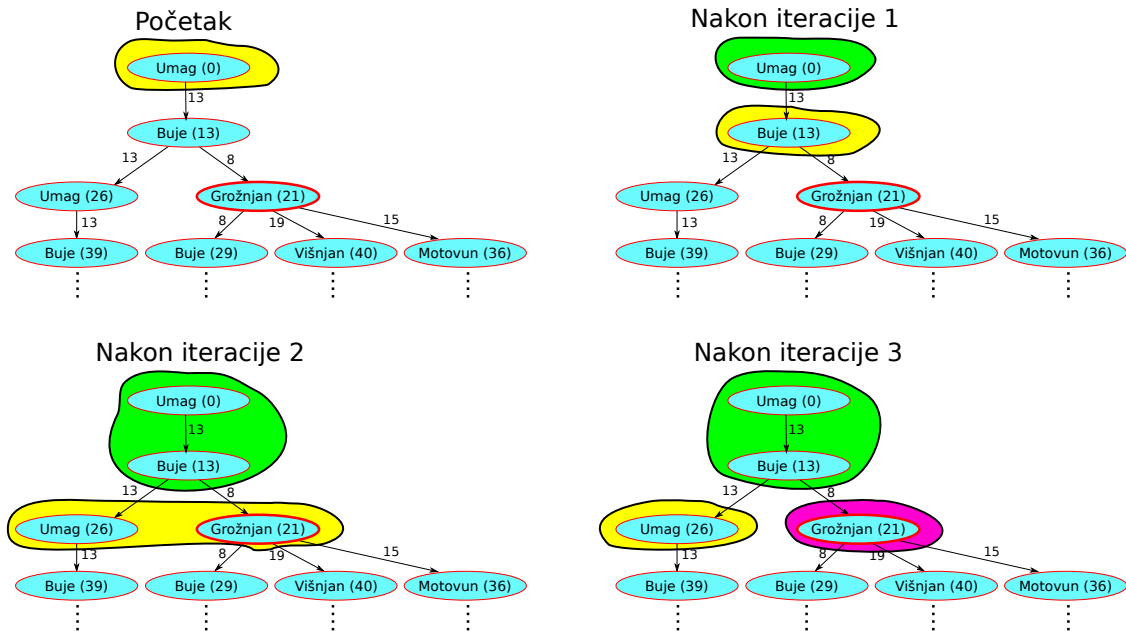 Početak
Umag (0)
13
Buje (13)
13
8
Umag (26)
Grožnjan (21)
13
8
19
15
Buje (39)
Buje (29)
Višnjan (40)
Motovun (36)
Nakon iteracije 1
Umag (0)
13
Buje (13)
13
8
Umag (26)
Grožnjan (21)
13
8
19
15
Buje (39)
Buje (29)
Višnjan (40)
Motovun (36)
Nakon iteracije 2
Umag (0)
13
Buje (13)
13
8
Umag (26)
Grožnjan (21)
13
8
19
15
Buje (39)
Buje (29)
Višnjan (40)
Motovun (36)
Nakon iteracije 3
Umag (0)
13
Buje (13)
13
8
Umag (26)
Grožnjan (21)
13
8
19
15
Buje (39)
Buje (29)
Višnjan (40)
Motovun (36)